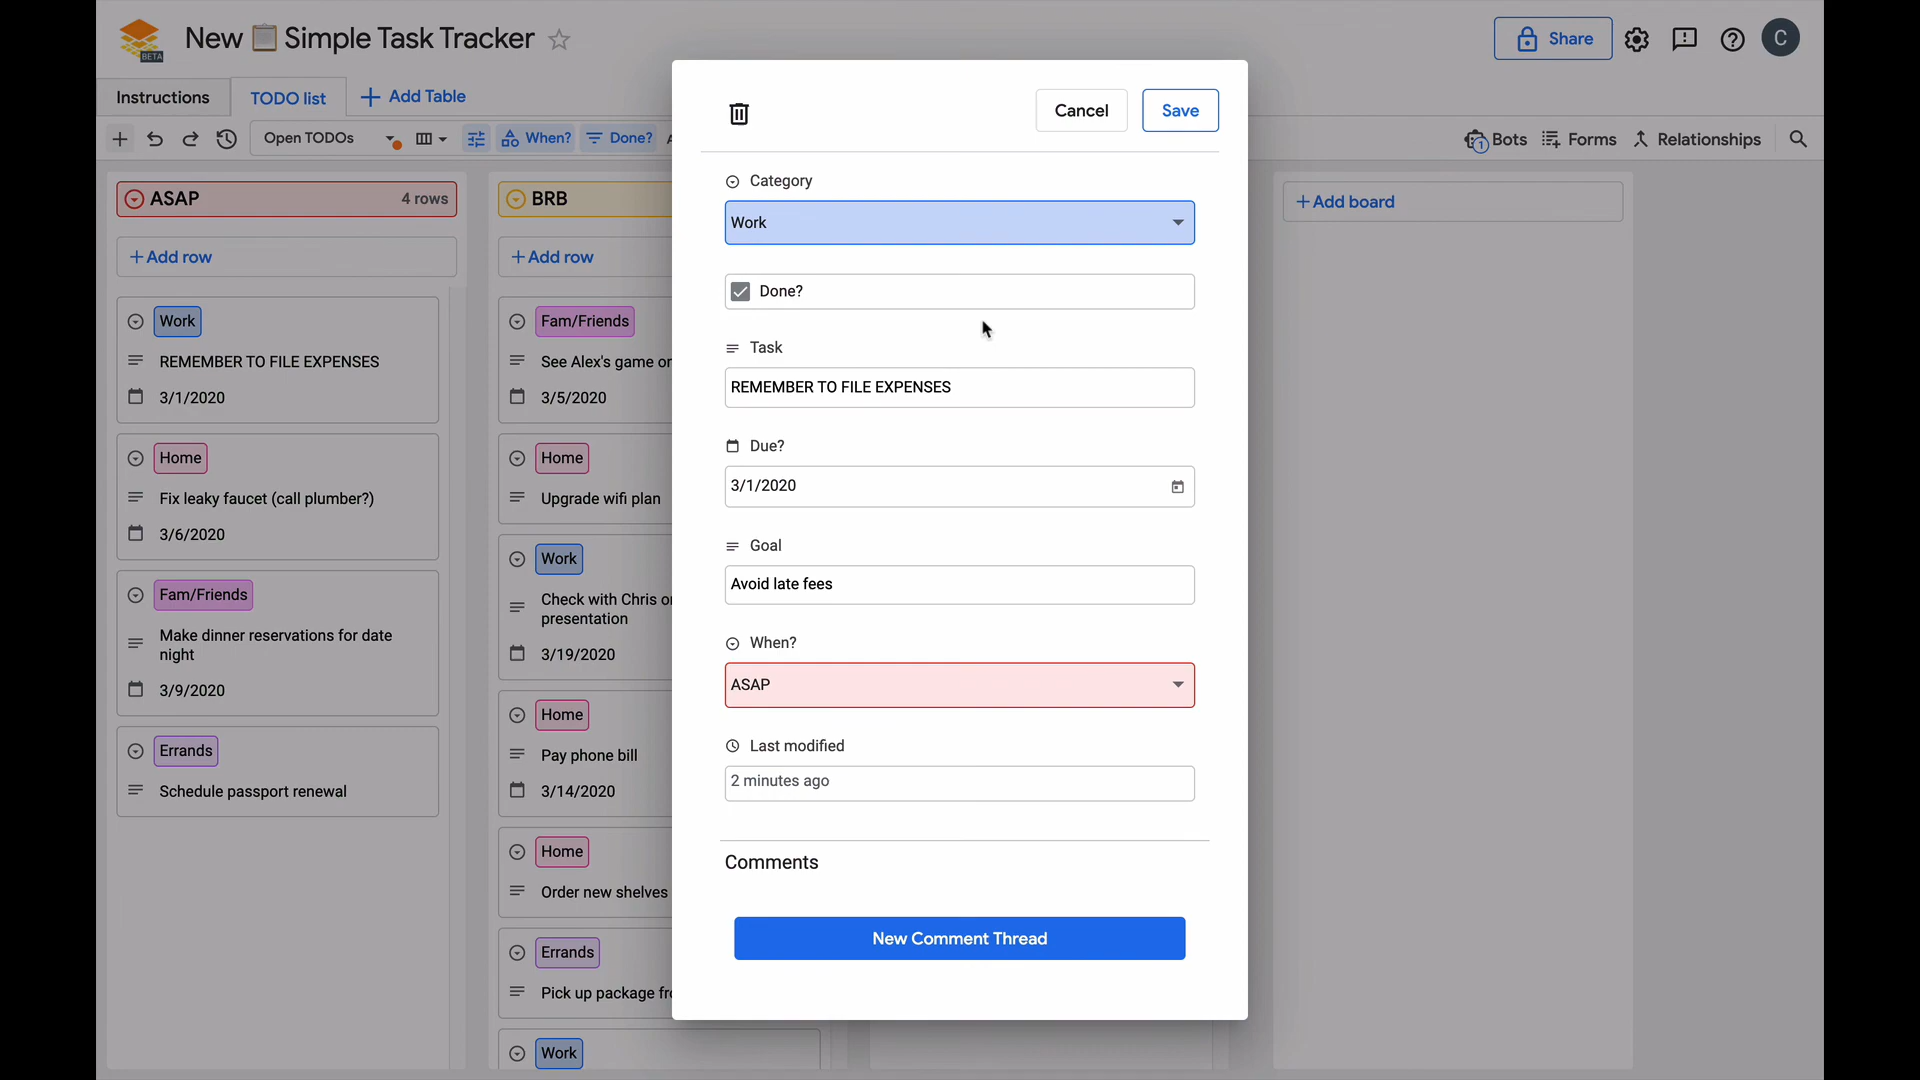 BETA
New 📋 Simple Task Tracker
Share
C
Instructions
TODO list
Add Table
Open TODOs
When?
Done?
1
Bots
Forms
Relationships
ASAP
4 rows
+Add row
Work
REMEMBER TO FILE EXPENSES
3/1/2020
Home
Fix leaky faucet (call plumber?)
3/6/2020
Fam/Friends
Make dinner reservations for date
night
3/9/2020
Errands
Schedule passport renewal
BRB
+Add row
Fam/Friends
See Alex's game
3/5/2020
Home
Upgrade wifi plan
Work
Check with Chris
presentation
3/19/2020
Home
Pay phone bill
3/14/2020
Home
Order new shelves
Errands
Pick up package
Work
Cancel
Save
Category
Work
Done?
Task
REMEMBER TO FILE EXPENSES
Due?
3/1/2020
Goal
Avoid late fees
When?
ASAP
Last modified
2 minutes ago
Comments
New Comment Thread
+Add board